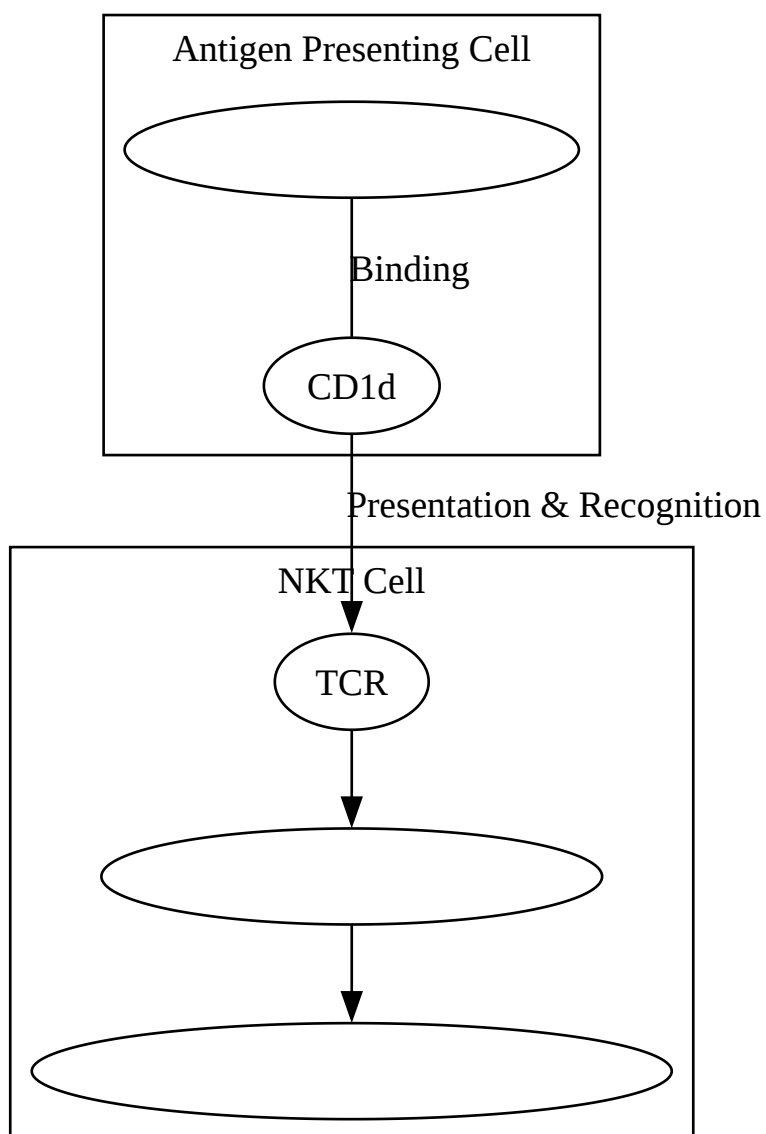 Antigen Presenting Cell
Binding
CD1d
Presentation & Recognition
NKT Cell
TCR